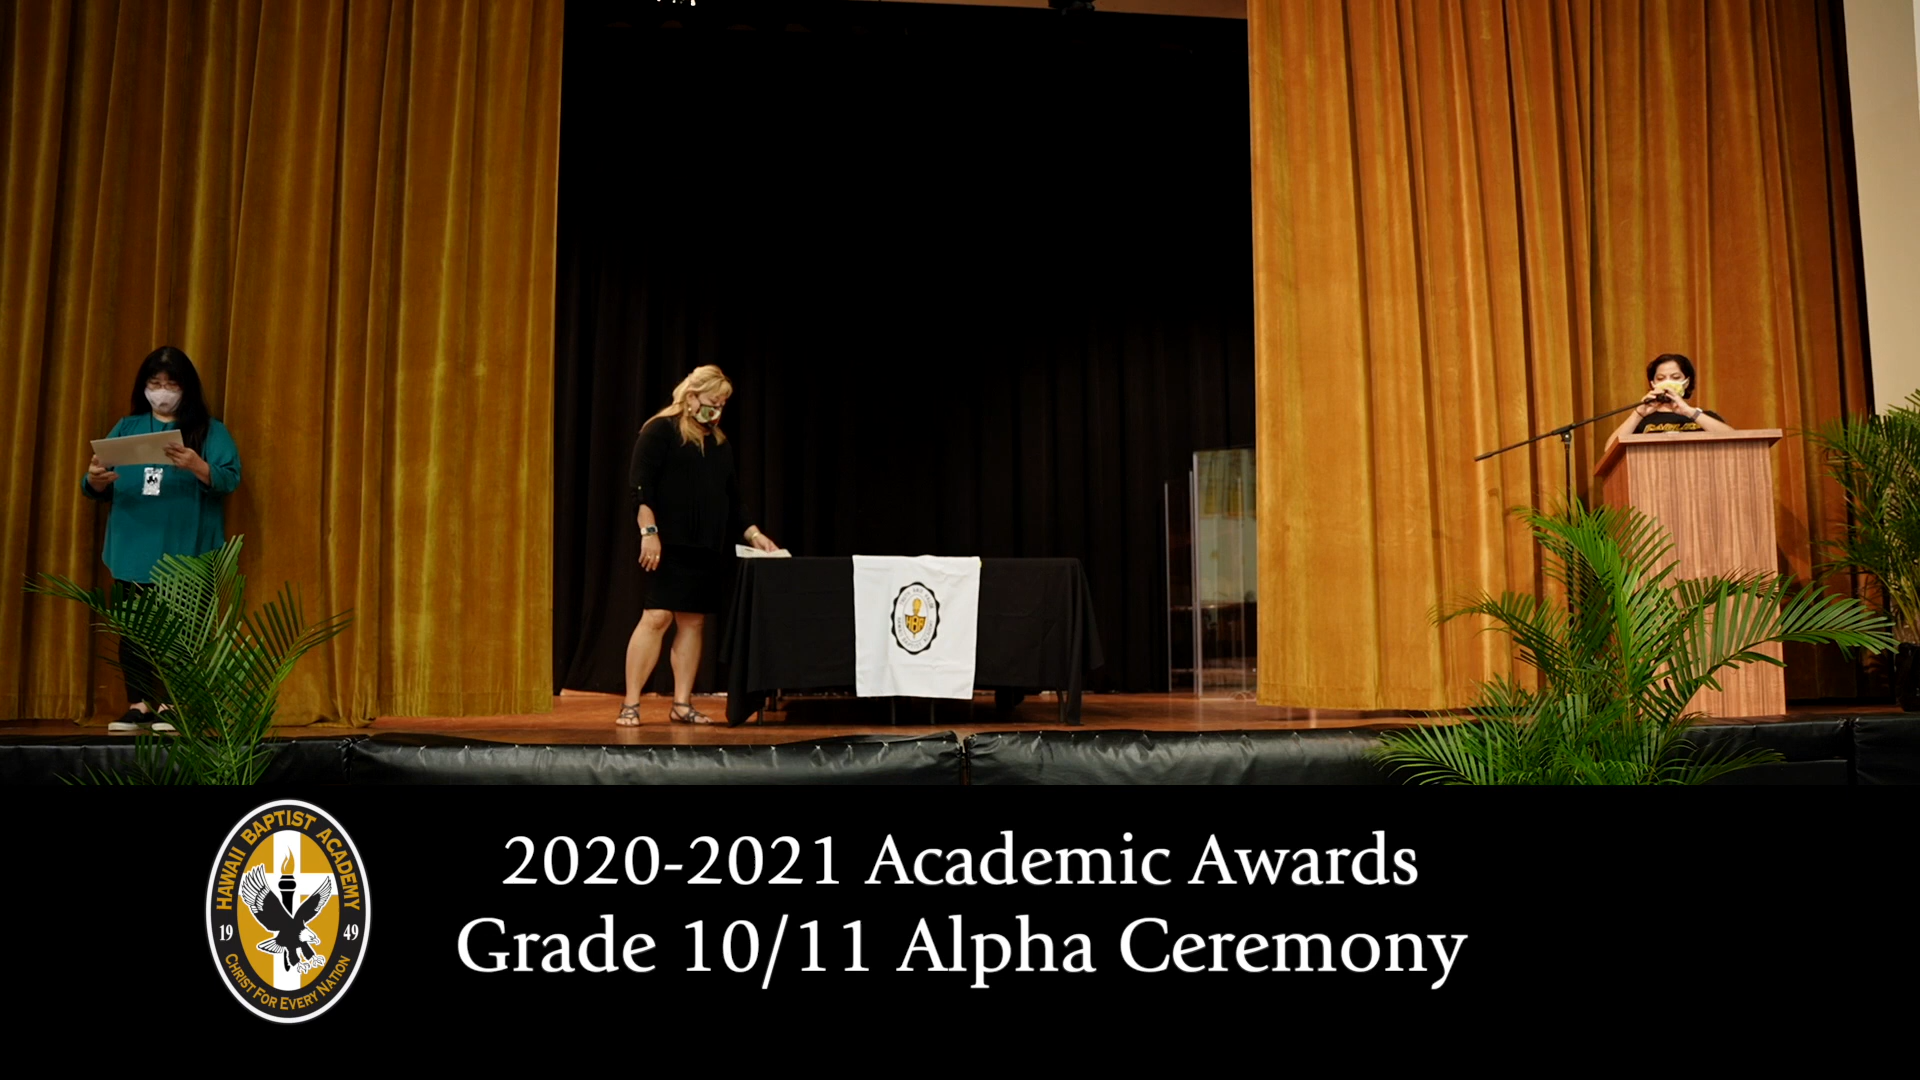 2020-2021 Academic Awards
Grade 10/11 Alpha Ceremony
HAWAII BAPTIST ACADEMY
19 49
CHRIST FOR EVERY NATION